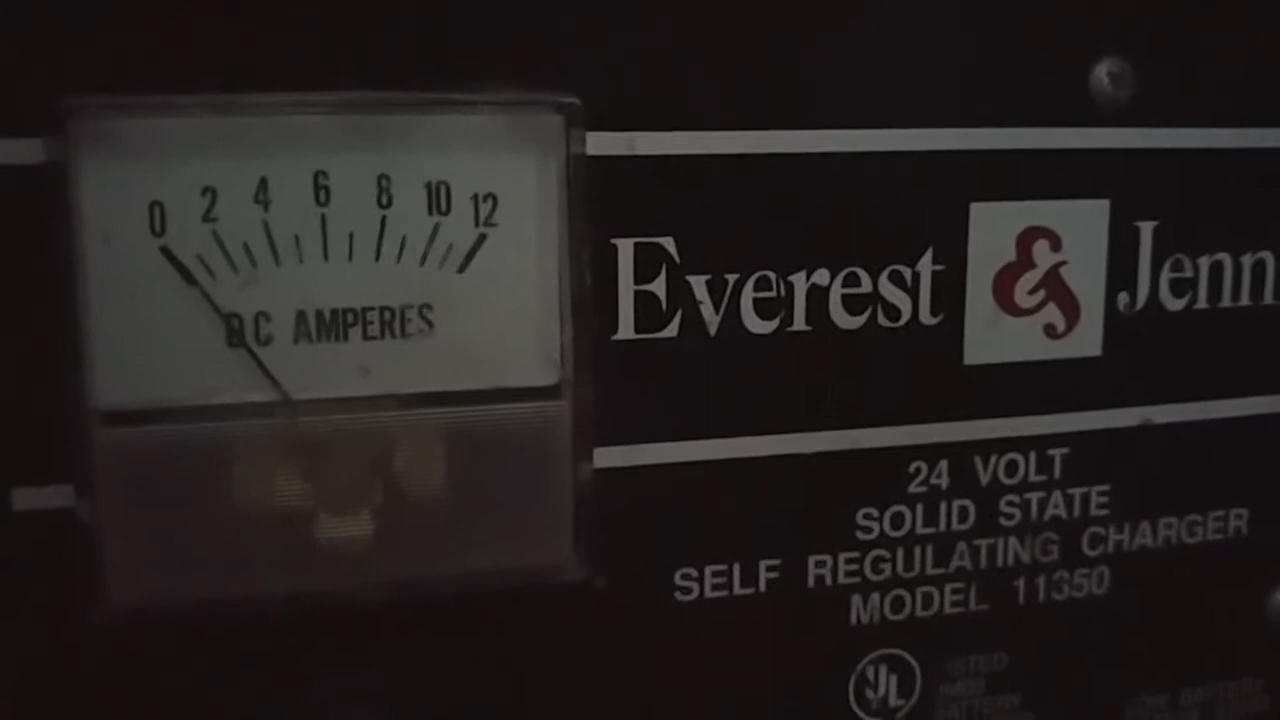 0 2 4 6 8 10 12
DC AMPERES
Everest & Jenn
24 VOLT
SOLID STATE
SELF REGULATING CHARGER
MODEL 11350
UL